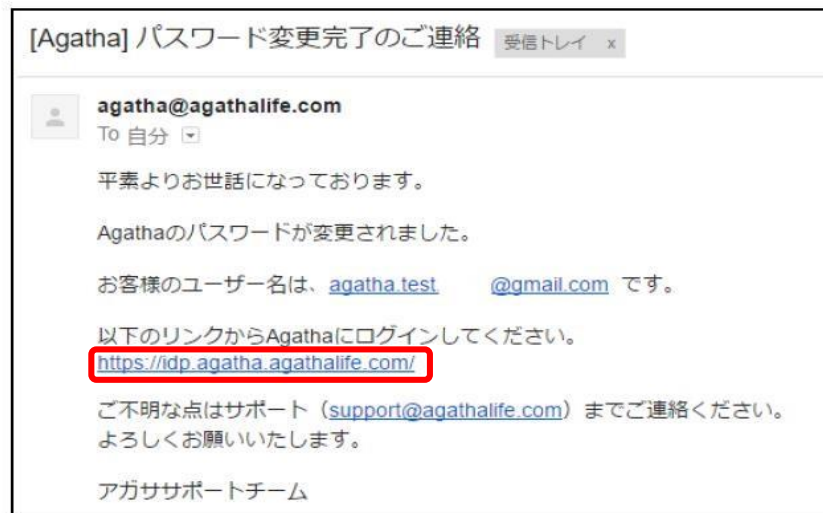 [Agatha] パスワード変更完了のご連絡 受信トレイ x
agatha@agathalife.com
To 自分
平素よりお世話になっております。
Agathaのパスワードが変更されました。
お客様のユーザー名は、agatha.test @gmail.com です。
以下のリンクからAgathaにログインしてください。
https://idp.agatha.agathalife.com/
ご不明な点はサポート（support@agathalife.com）までご連絡ください。
よろしくお願いいたします。
アガササポートチーム